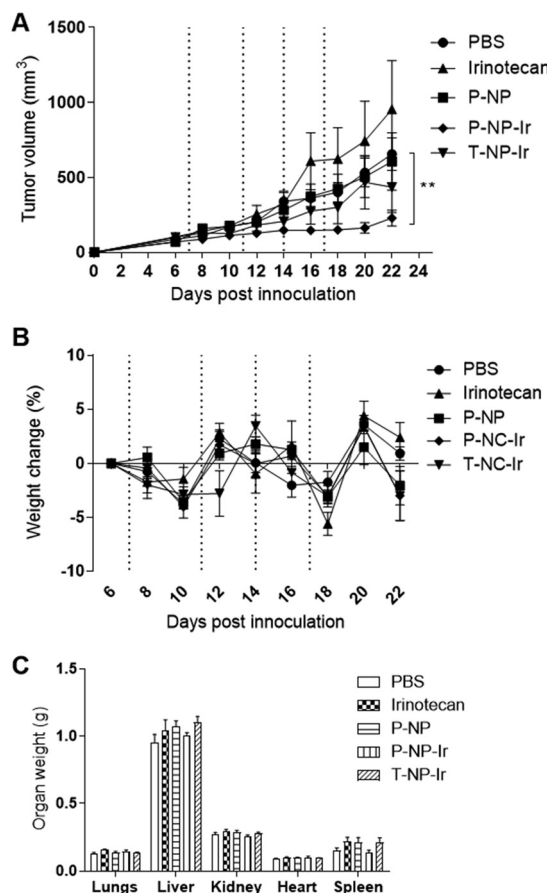 A
Tumor volume (mm³)
1500
1000
500
0
0 2 4 6 8 10 12 14 16 18 20 22 24
Days post innoculation
PBS
Irinotecan
P-NP
P-NP-Ir
T-NP-Ir
**
B
Weight change (%)
10
5
0
-5
-10
6 8 10 12 14 16 18 20 22
Days post innoculation
PBS
Irinotecan
P-NP
P-NC-Ir
T-NC-Ir
C
Organ weight (g)
1.5
1.0
0.5
0.0
Lungs Liver Kidney Heart Spleen
PBS
Irinotecan
P-NP
P-NP-Ir
T-NP-Ir